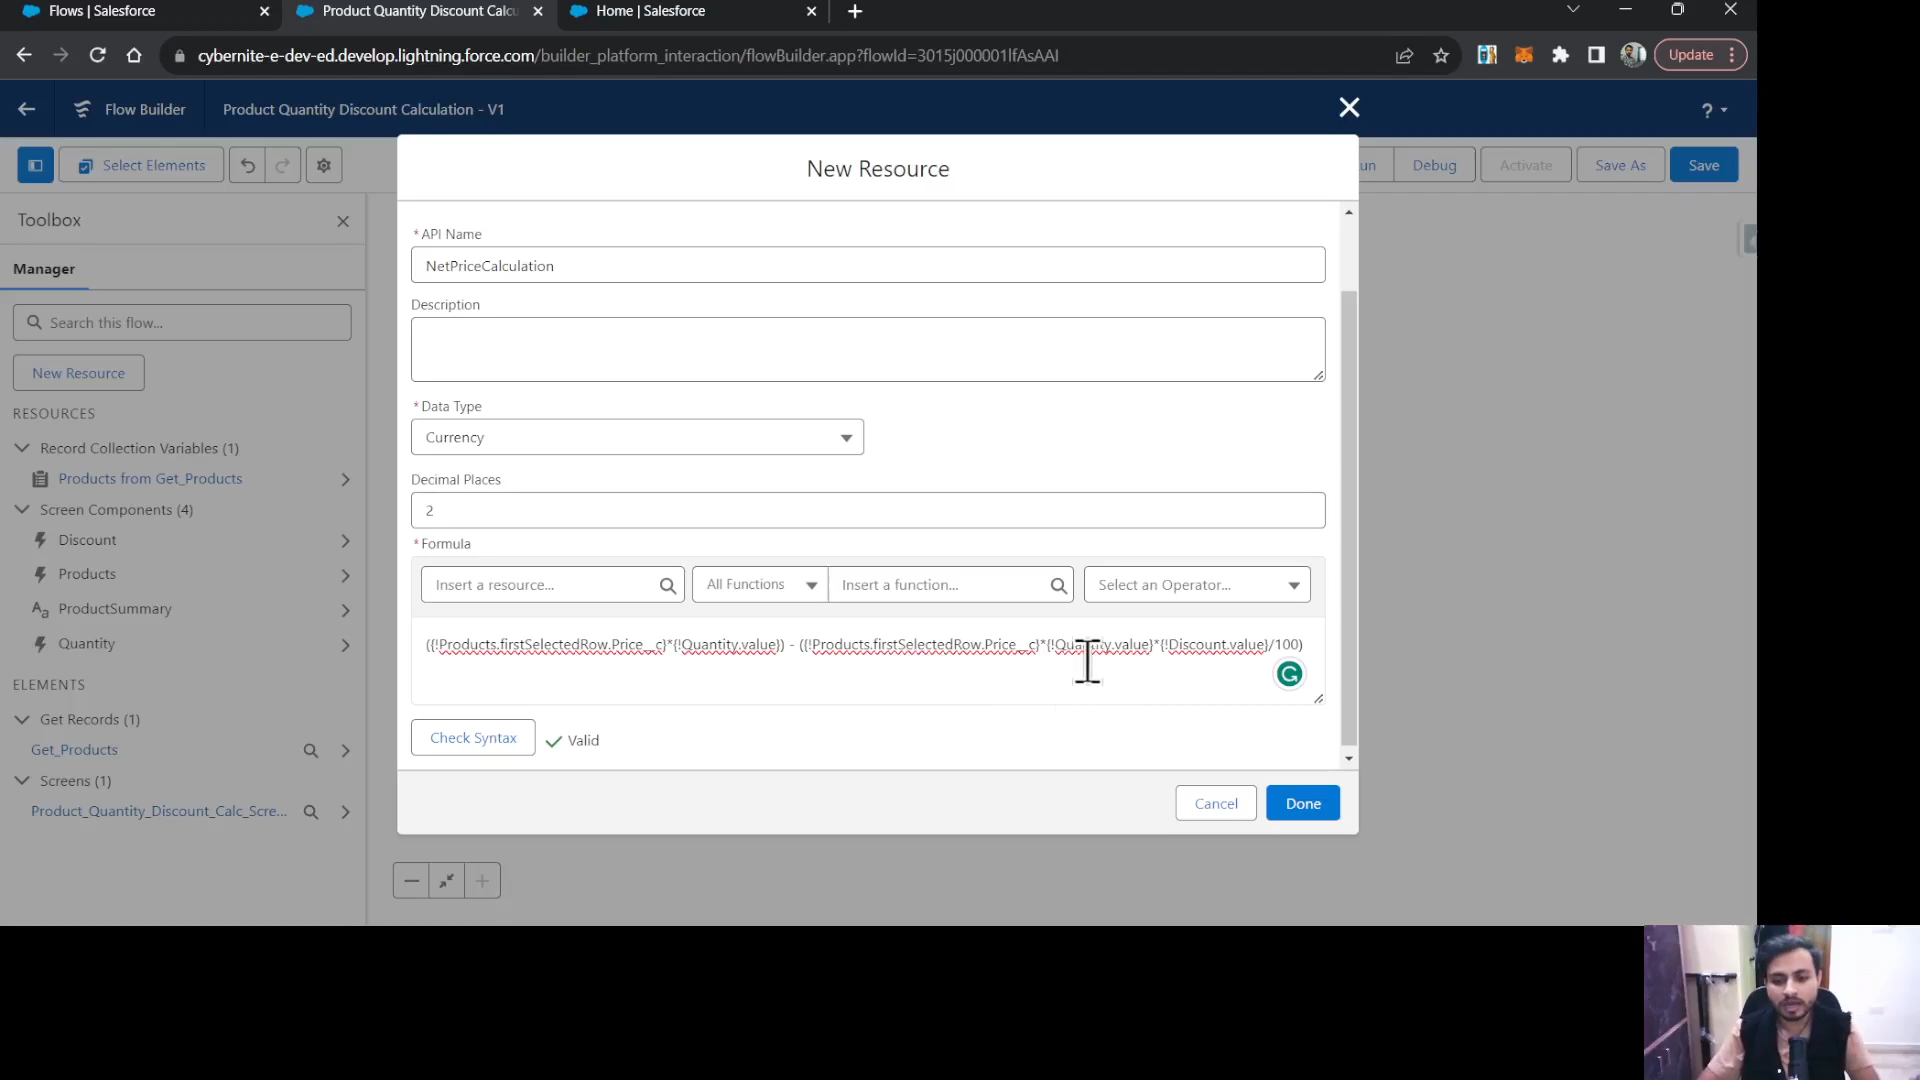 Flows | Salesforce
Product Quantity Discount Calcu
Home | Salesforce
cybernite-e-dev-ed.develop.lightning.force.com/builder_platform_interaction/flowBuilder.app?flowId=3015j000001lfAsAAI
Update
Flow Builder
Product Quantity Discount Calculation - V1
?
Select Elements
un
Debug
Activate
Save As
Save
Toolbox
Manager
Search this flow...
New Resource
RESOURCES
Record Collection Variables (1)
Products from Get_Products
Screen Components (4)
Discount
Products
Aa ProductSummary
Quantity
ELEMENTS
Get Records (1)
Get_Products
Screens (1)
Product_Quantity_Discount_Calc_Scre...
New Resource
* API Name
NetPriceCalculation
Description
* Data Type
Currency
Decimal Places
2
* Formula
Insert a resource...
All Functions
Insert a function...
Select an Operator...
({!Products.firstSelectedRow.Price__c}*{!Quantity.value}) - ({!Products.firstSelectedRow.Price__c}*{!Quantity.value}*{!Discount.value}/100)
Check Syntax
Valid
Cancel
Done